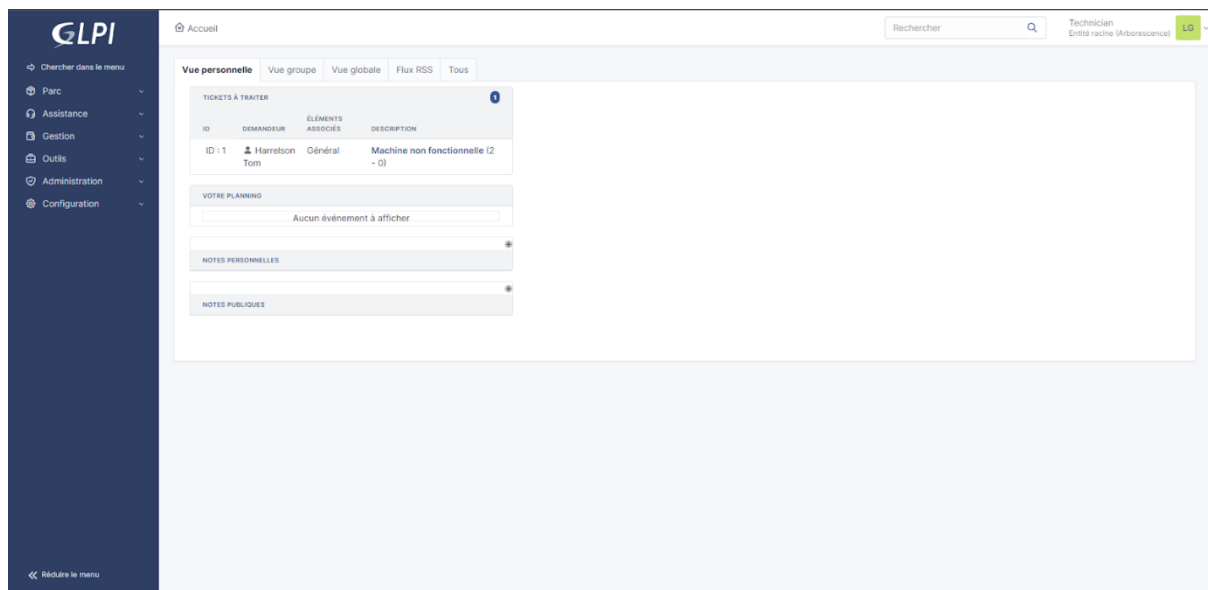 GLPI
Chercher dans le menu
Parc
Assistance
Gestion
Outils
Administration
Configuration
Réduire le menu
Accueil
Rechercher
Technician
Entité racine (Arborescence)
LG
Vue personnelle Vue groupe Vue globale Flux RSS Tous
TICKETS À TRAITER 1
ID DEMANDEUR ÉLÉMENTS ASSOCIÉS DESCRIPTION
ID : 1 Harrelson Tom Général Machine non fonctionnelle (2 - 0)
VOTRE PLANNING
Aucun événement à afficher
NOTES PERSONNELLES
NOTES PUBLIQUES